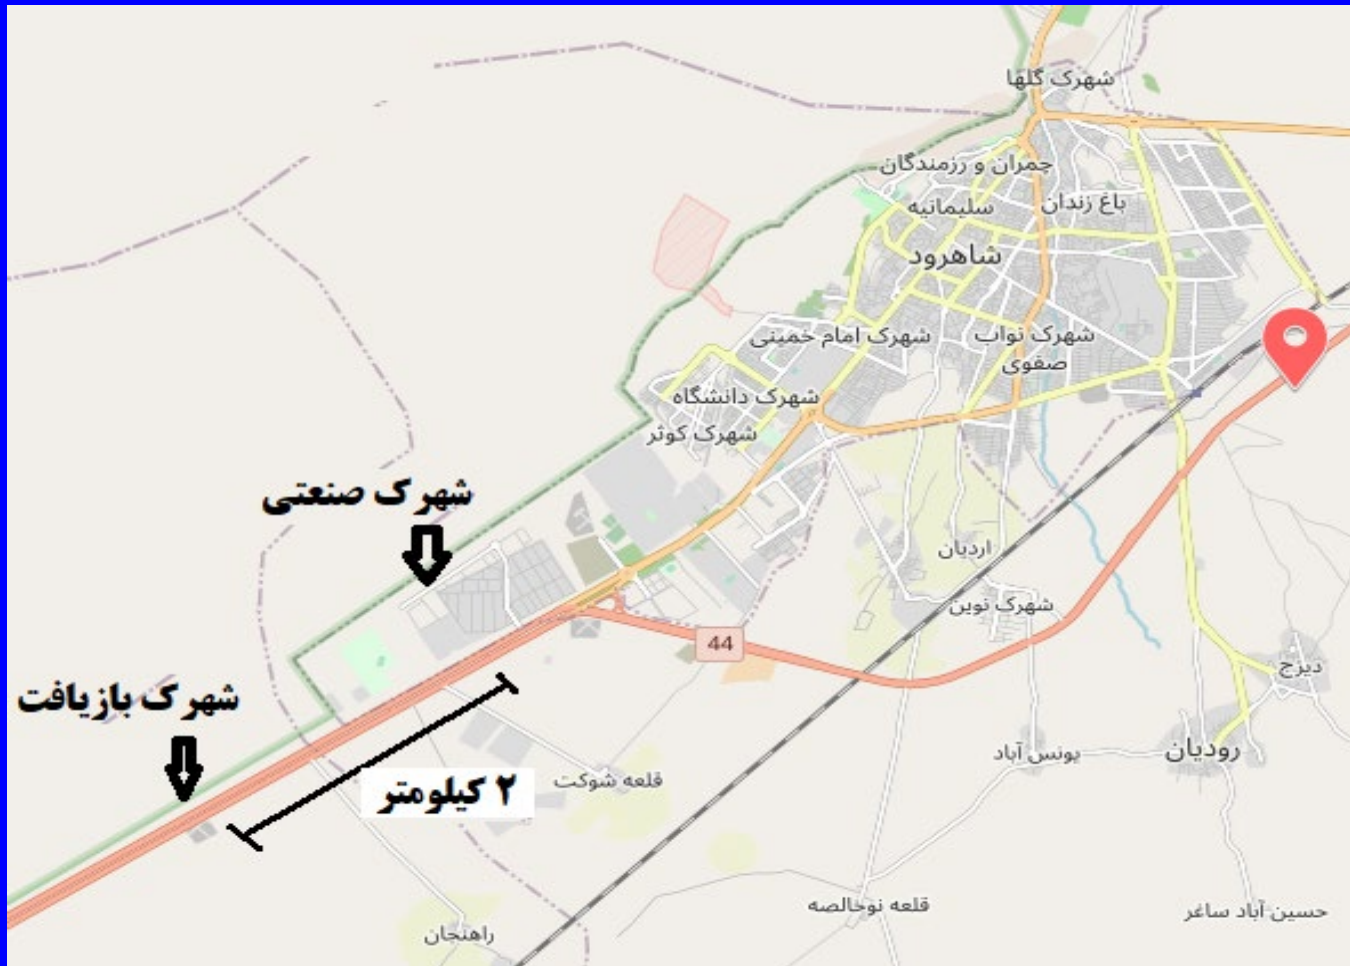 شهرک گلها
چمران و رزمندگان
سلیمانیه
باغ زندان
شاهرود
شهرک امام خمینی
شهرک نواب
صفوی
شهرک دانشگاه
شهرک کوثر
شهرک صنعتی
اردیان
شهرک نوین
44
دیزج
شهرک بازیافت
رودیان
یونس آباد
قلعه شوکت
۲ کیلومتر
قلعه نوخالصه
حسین آباد ساغر
راهنجان